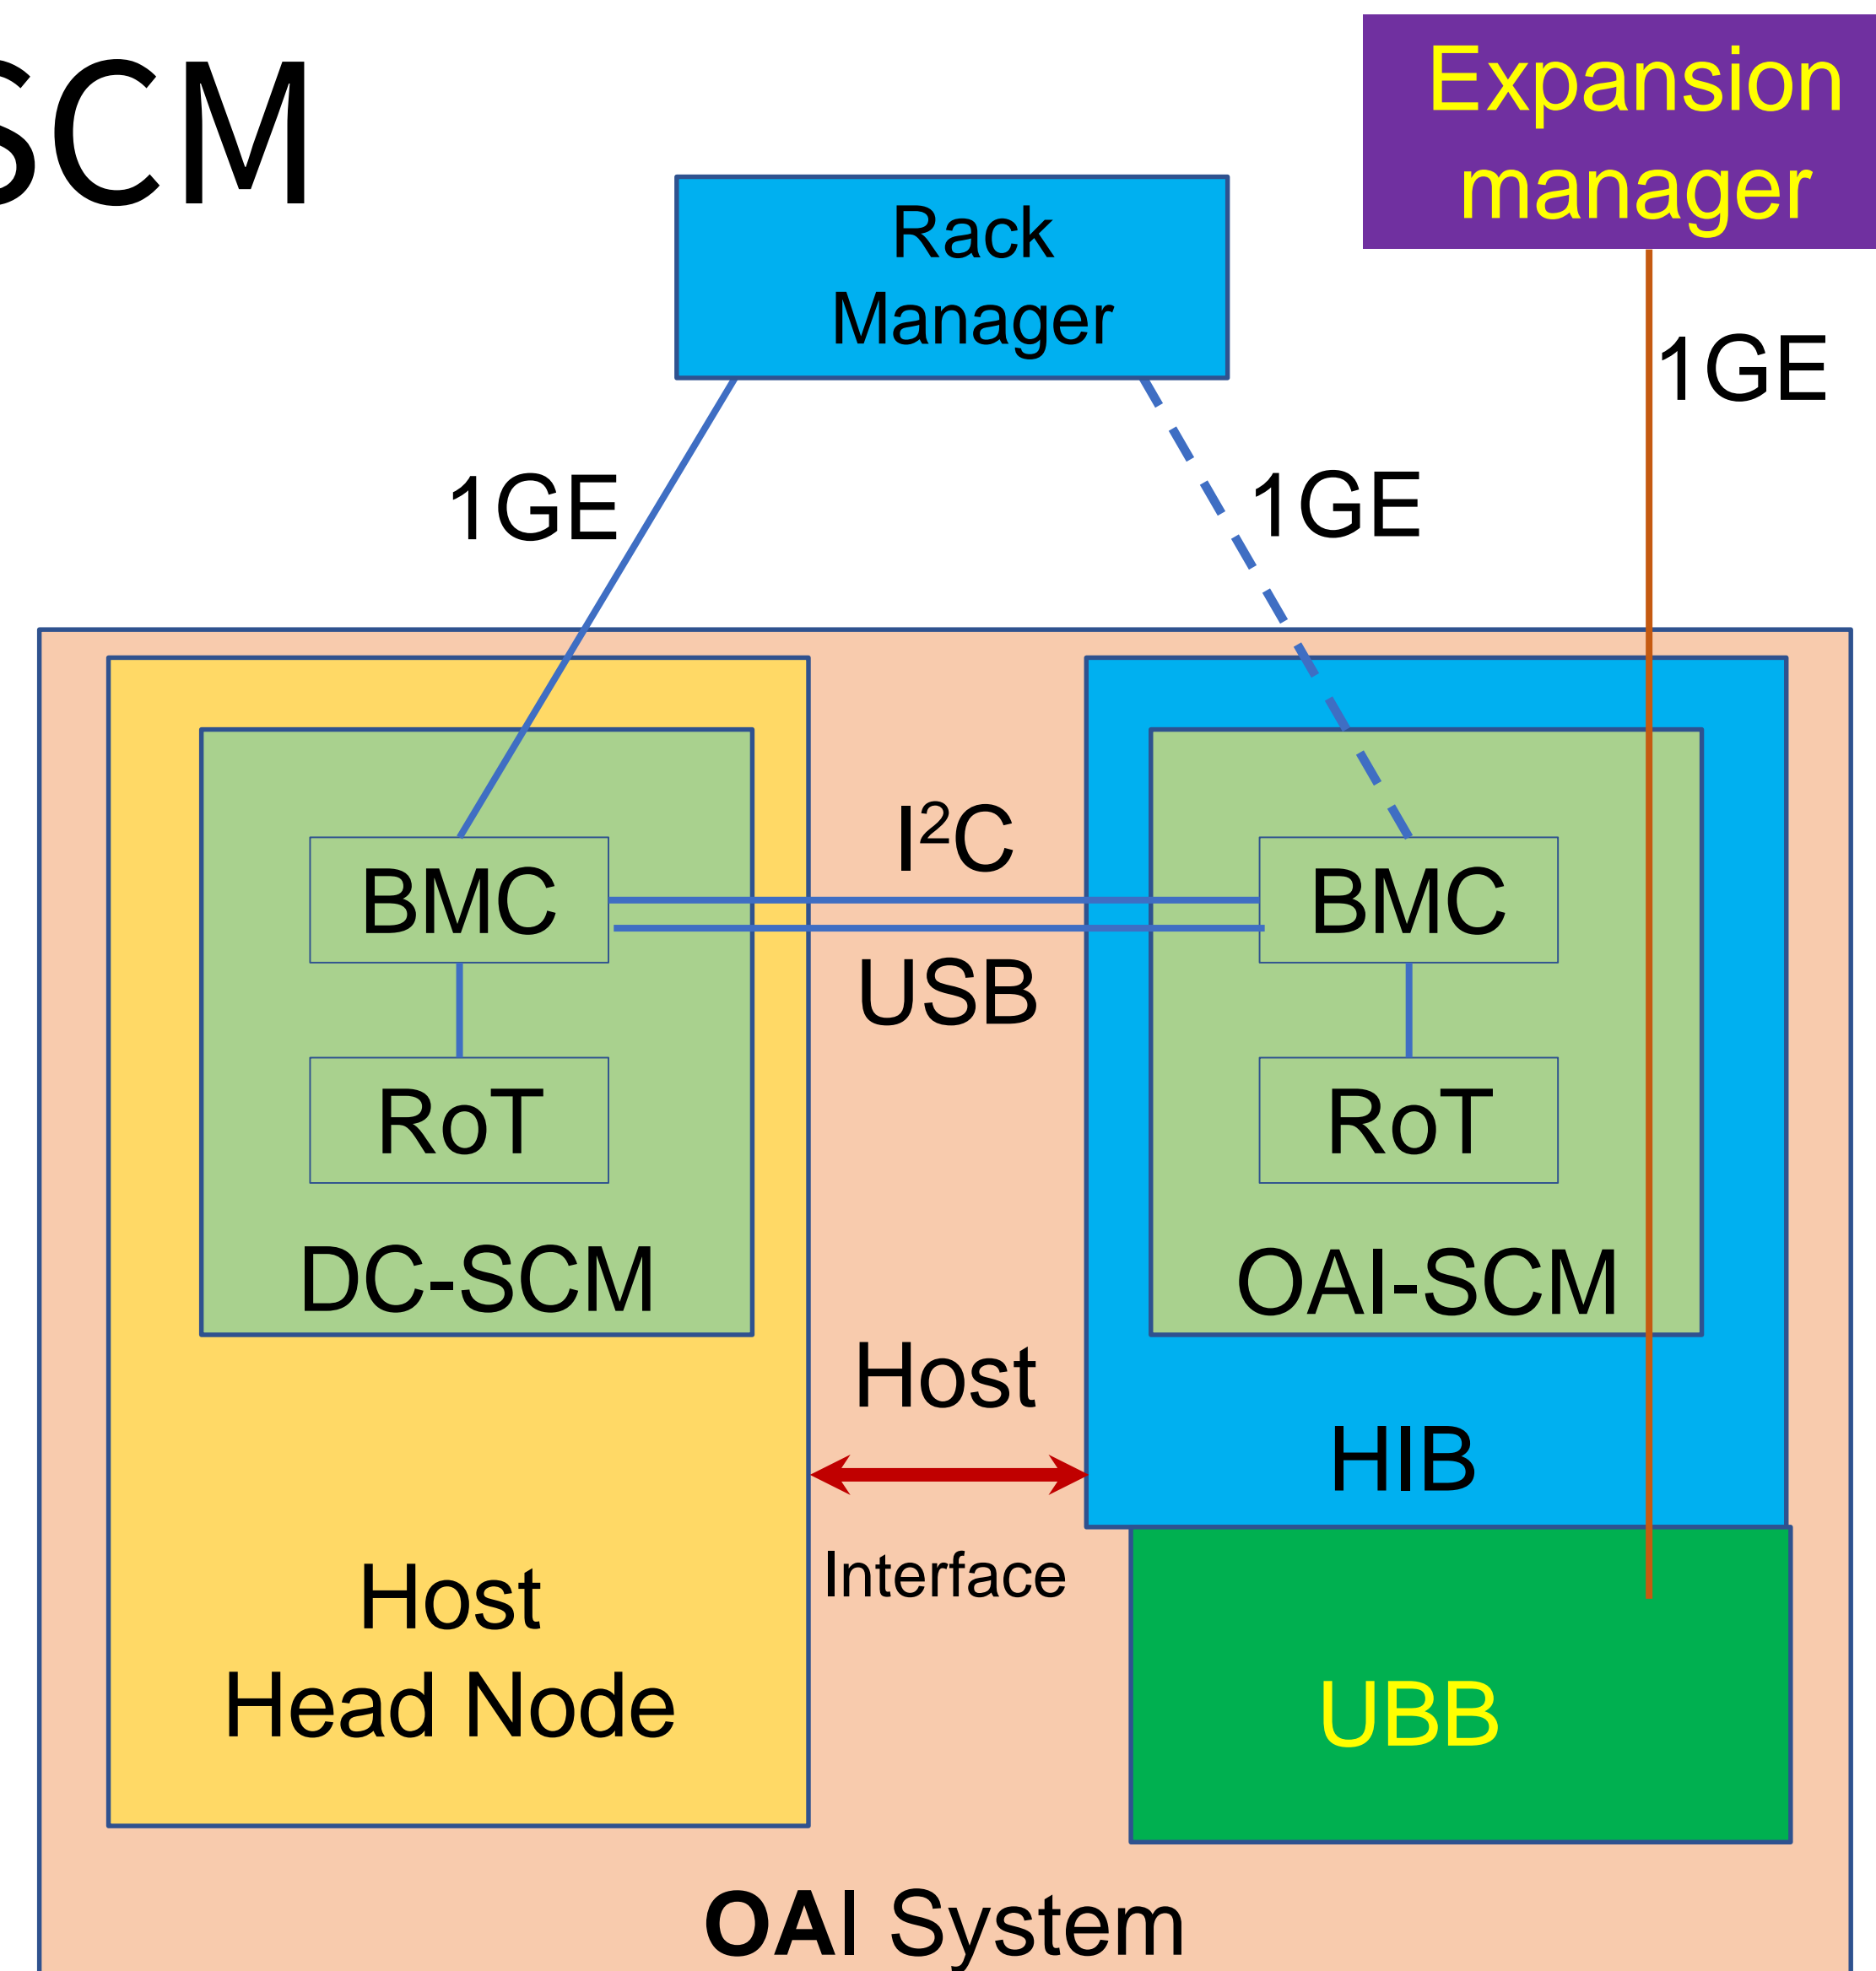 SCM
Expansion
manager
Rack
Manager
1GE
1GE
1GE
I²C
BMC
BMC
USB
RoT
RoT
DC-SCM
OAI-SCM
Host
HIB
Interface
Host
Head Node
UBB
OAI System